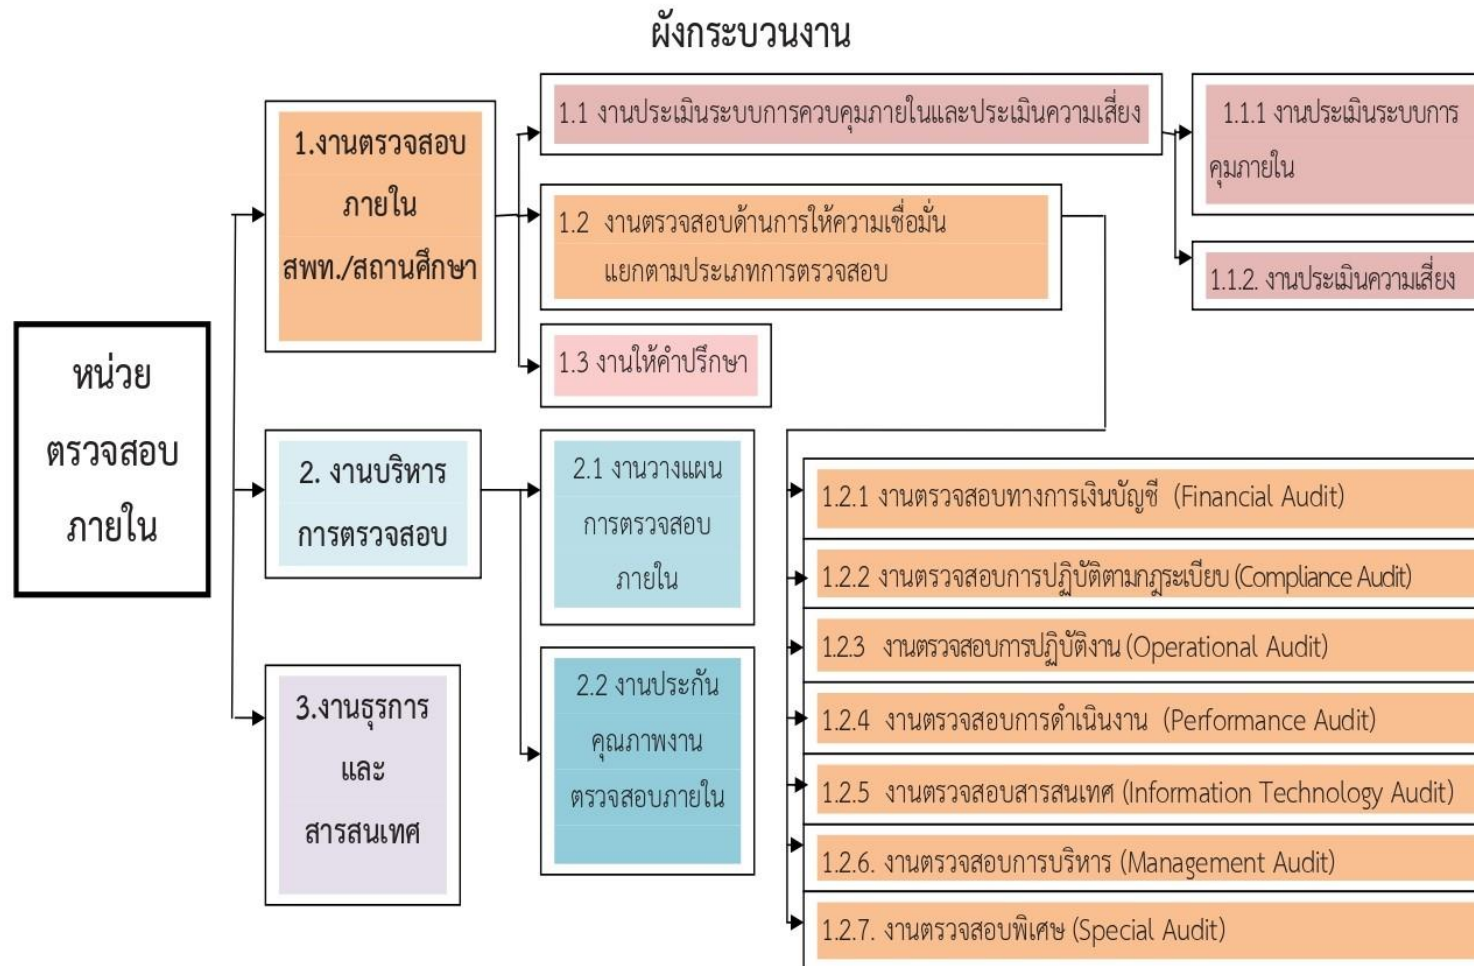 ผังกระบวนงาน
หน่วย
ตรวจสอบ
ภายใน
1.งานตรวจสอบ
ภายใน
สพท./สถานศึกษา
1.1 งานประเมินระบบการควบคุมภายในและประเมินความเสี่ยง
1.1.1 งานประเมินระบบการ
คุมภายใน
1.1.2. งานประเมินความเสี่ยง
1.2 งานตรวจสอบด้านการให้ความเชื่อมั่น
แยกตามประเภทการตรวจสอบ
1.3 งานให้คำปรึกษา
2. งานบริหาร
การตรวจสอบ
2.1 งานวางแผน
การตรวจสอบ
ภายใน
2.2 งานประกัน
คุณภาพงาน
ตรวจสอบภายใน
3.งานธุรการ
และ
สารสนเทศ
1.2.1 งานตรวจสอบทางการเงินบัญชี (Financial Audit)
1.2.2 งานตรวจสอบการปฏิบัติตามกฎระเบียบ (Compliance Audit)
1.2.3 งานตรวจสอบการปฏิบัติงาน (Operational Audit)
1.2.4 งานตรวจสอบการดำเนินงาน (Performance Audit)
1.2.5 งานตรวจสอบสารสนเทศ (Information Technology Audit)
1.2.6. งานตรวจสอบการบริหาร (Management Audit)
1.2.7. งานตรวจสอบพิเศษ (Special Audit)